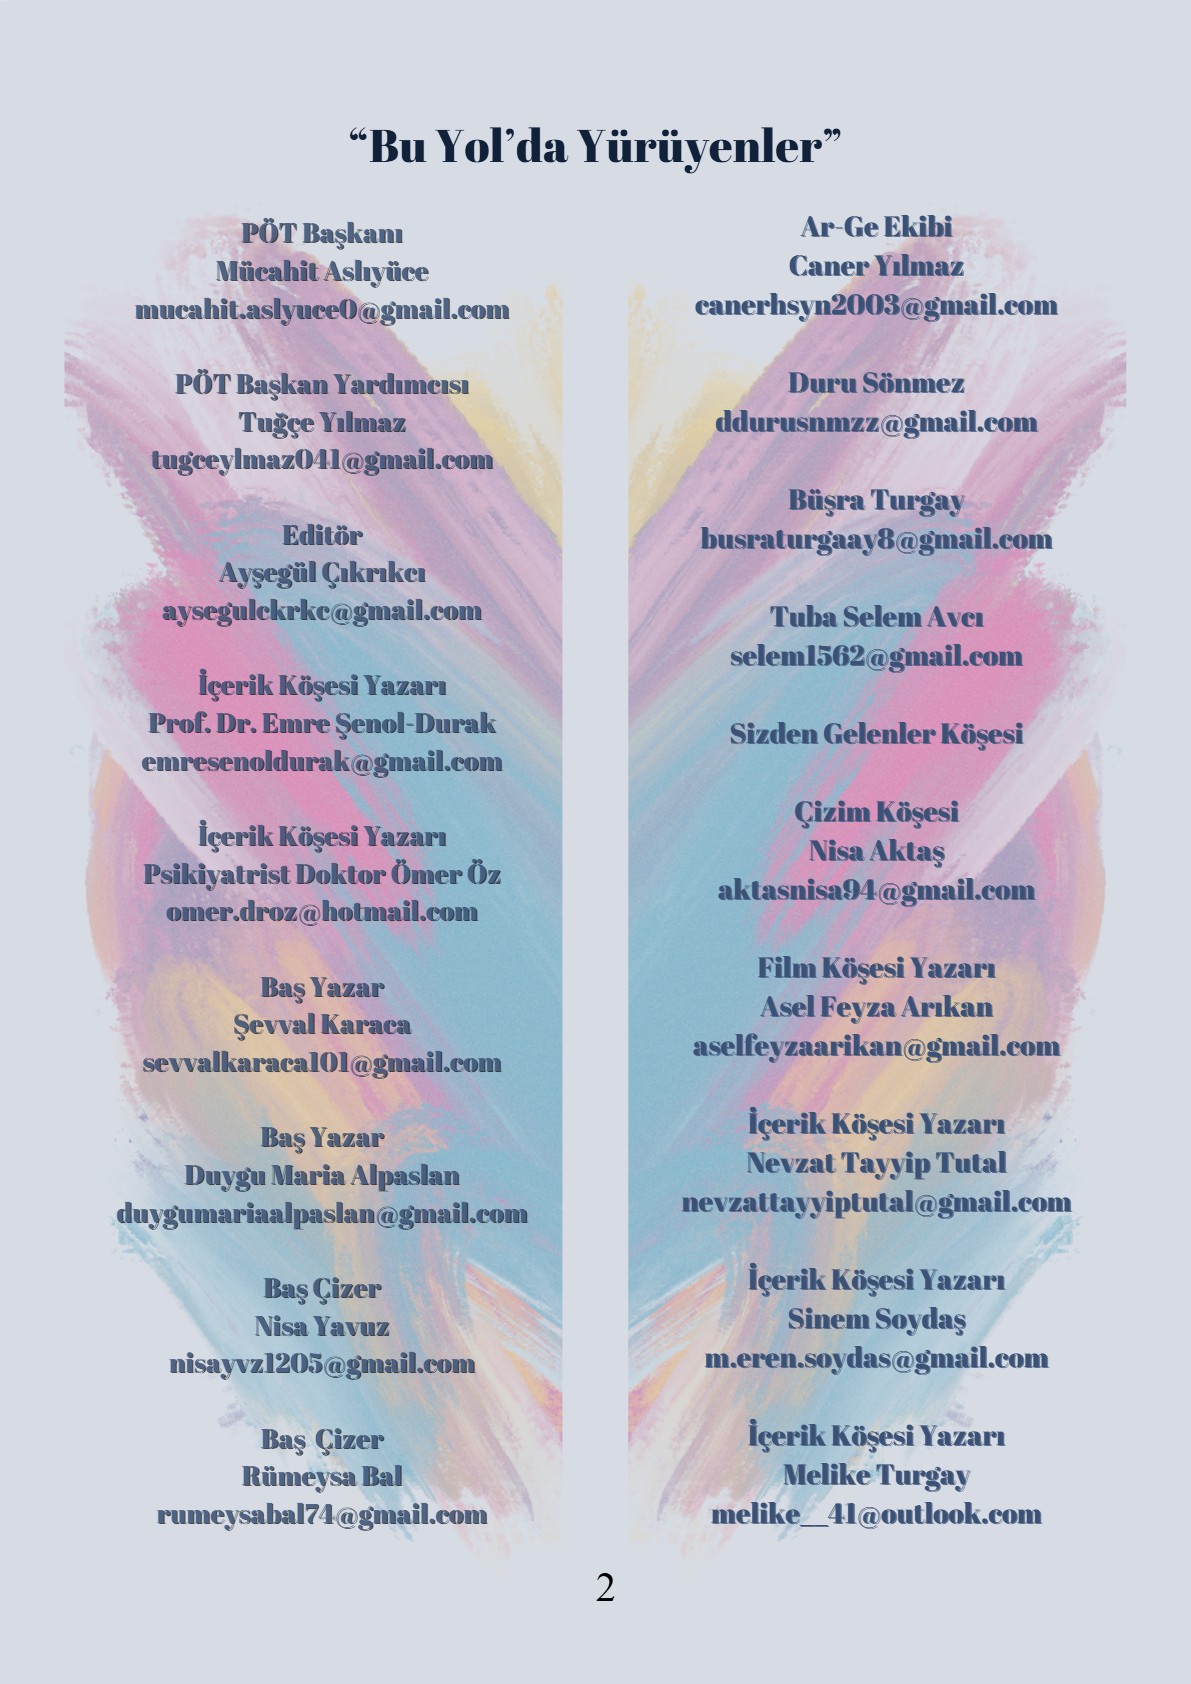 “Bu Yol’da Yürüyenler”
PÖT Başkanı
Mücahit Aslıyüce
mucahit.aslyuce0@gmail.com
PÖT Başkan Yardımcısı
Tuğçe Yılmaz
tugceylmaz041@gmail.com
Editör
Ayşegül Çıkrıkcı
aysegulckrkc@gmail.com
İçerik Köşesi Yazarı
Prof. Dr. Emre Şenol-Durak
emresenoldurak@gmail.com
İçerik Köşesi Yazarı
Psikiyatrist Doktor Ömer Öz
omer.droz@hotmail.com
Baş Yazar
Şevval Karaca
sevvalkaraca101@gmail.com
Baş Yazar
Duygu Maria Alpaslan
duygumariaalpaslan@gmail.com
Baş Çizer
Nisa Yavuz
nisayvz1205@gmail.com
Baş Çizer
Rümeysa Bal
rumeysabal74@gmail.com
Ar-Ge Ekibi
Caner Yılmaz
canerhsyn2003@gmail.com
Duru Sönmez
ddurusnmzz@gmail.com
Büşra Turgay
busraturgaay8@gmail.com
Tuba Selem Avcı
selem1562@gmail.com
Sizden Gelenler Köşesi
Çizim Köşesi
Nisa Aktaş
aktasnisa94@gmail.com
Film Köşesi Yazarı
Asel Feyza Arıkan
aselfeyzaarikan@gmail.com
İçerik Köşesi Yazarı
Nevzat Tayyip Tutal
nevzattayyiptutal@gmail.com
İçerik Köşesi Yazarı
Sinem Soydaş
m.eren.soydas@gmail.com
İçerik Köşesi Yazarı
Melike Turgay
melike__41@outlook.com
2